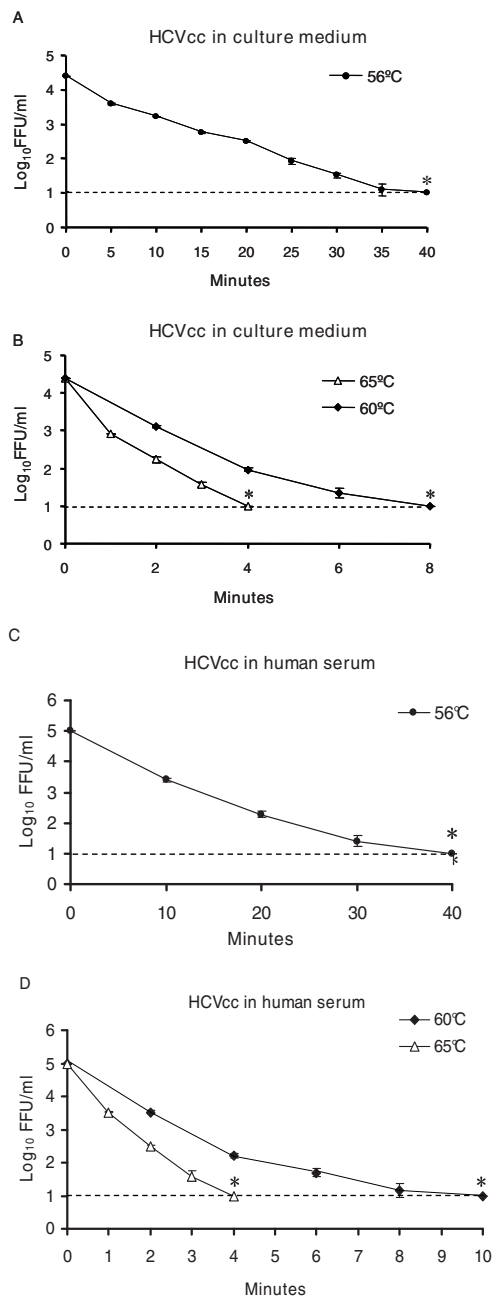 A
HCVcc in culture medium
56ºC
Log10FFU/ml
5
4
3
2
1
0
*
0 5 10 15 20 25 30 35 40
Minutes
B
HCVcc in culture medium
65ºC
60ºC
Log10FFU/ml
5
4
3
2
1
0
* *
0 2 4 6 8
Minutes
C
HCVcc in human serum
56°C
Log10 FFU/ml
6
5
4
3
2
1
0
*
*
0 10 20 30 40
Minutes
D
HCVcc in human serum
60°C
65°C
Log10 FFU/ml
6
5
4
3
2
1
0
* *
0 1 2 3 4 5 6 7 8 9 10
Minutes